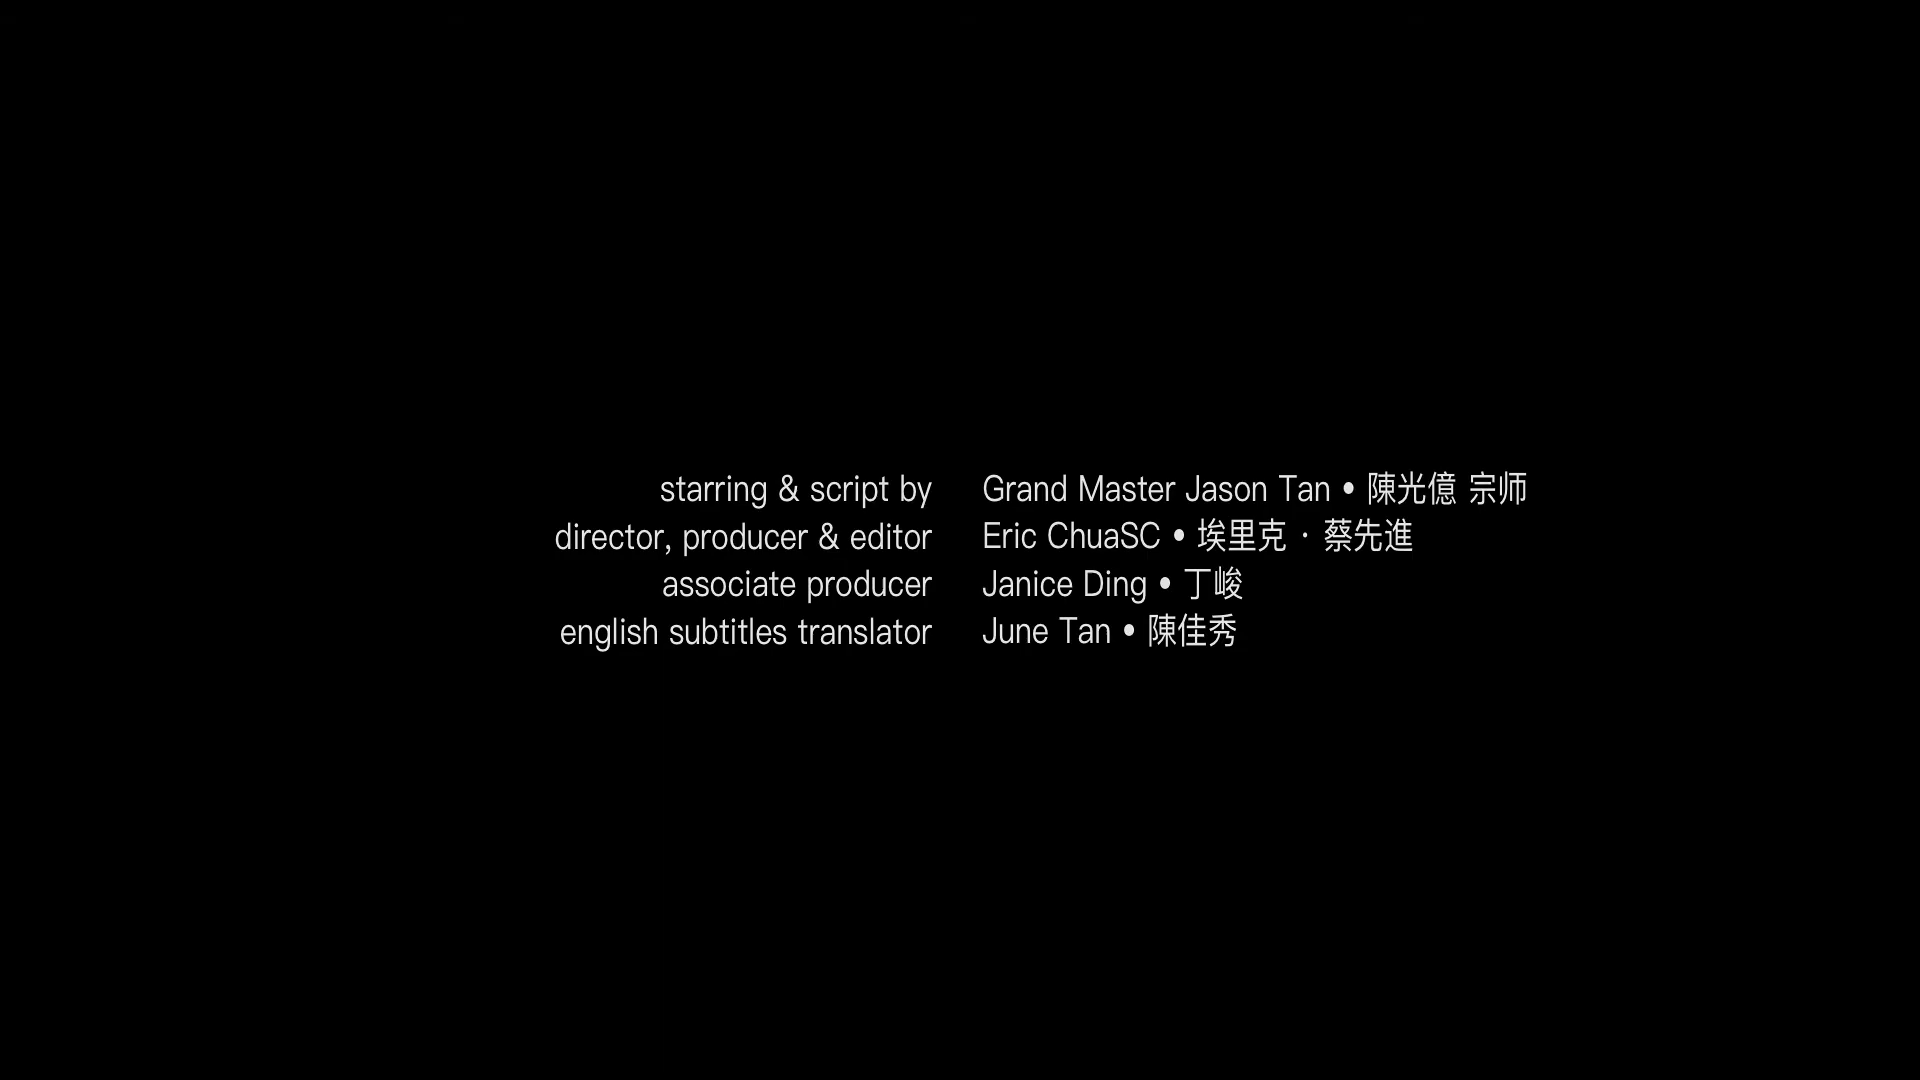 starring & script by Grand Master Jason Tan • 陳光億 宗师
director, producer & editor Eric ChuaSC • 埃里克 · 蔡先進
associate producer Janice Ding • 丁峻
english subtitles translator June Tan • 陳佳秀